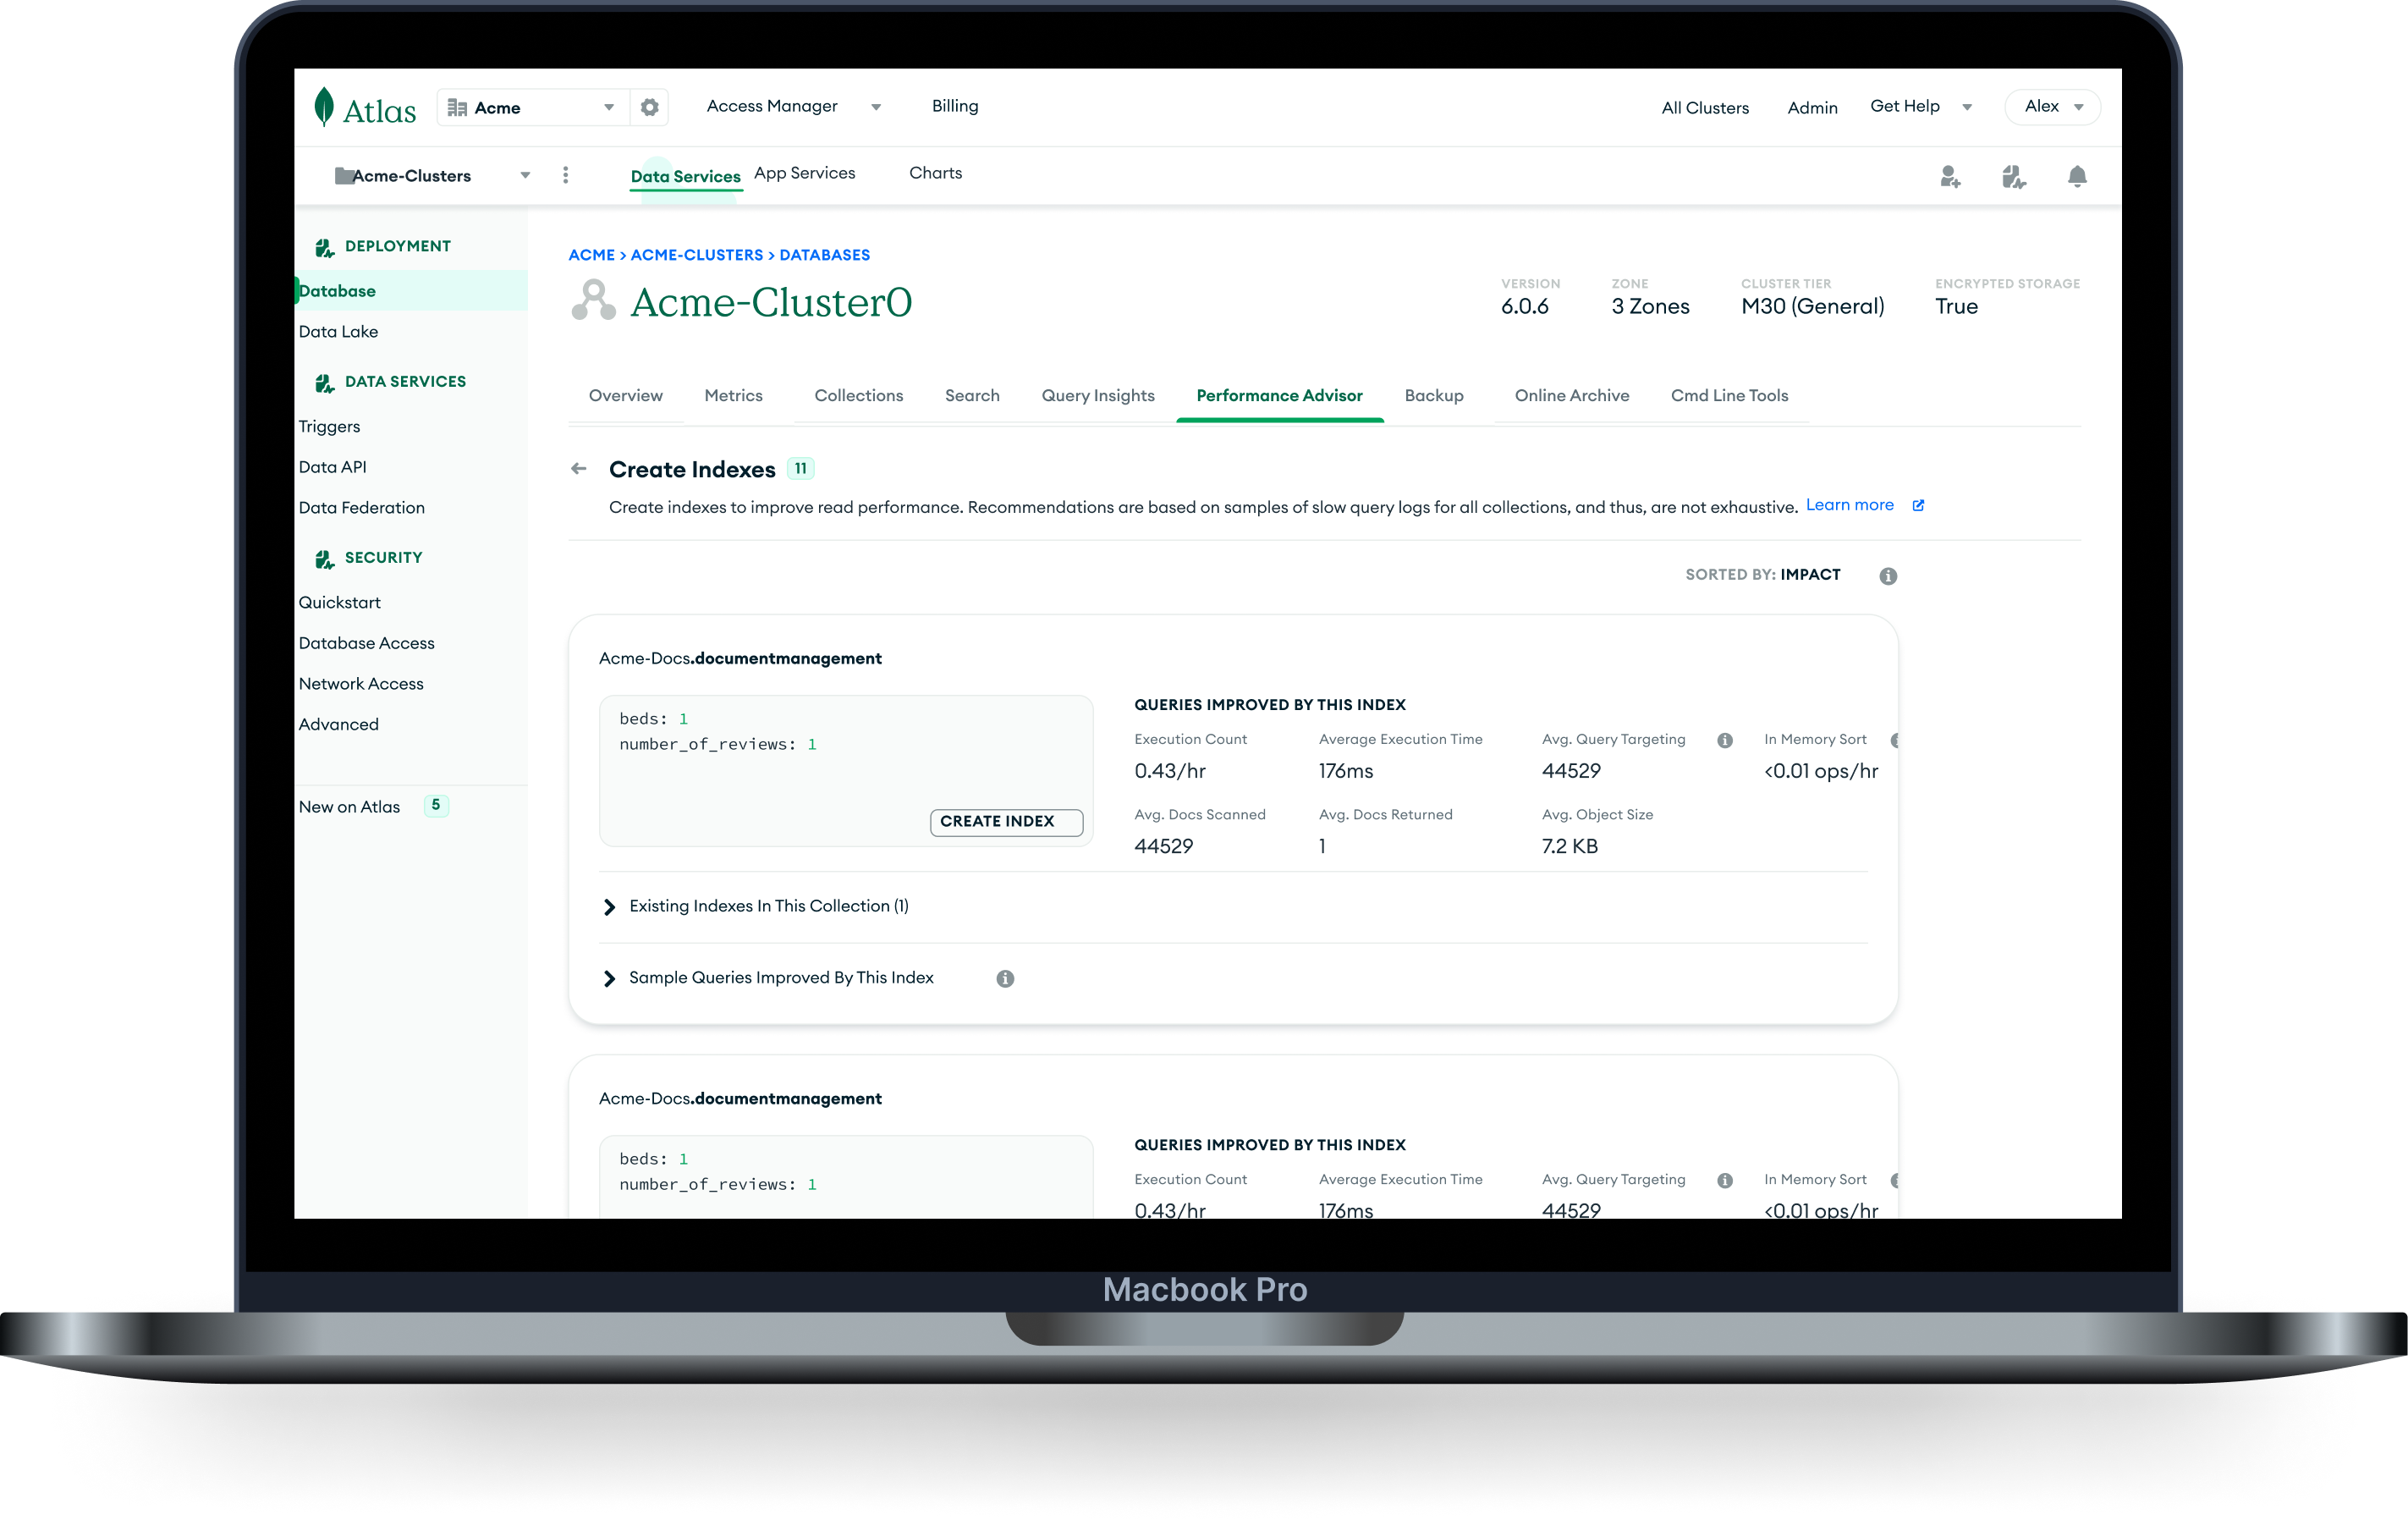 Atlas
Acme
Access Manager
Billing
All Clusters
Admin
Get Help
Alex
Acme-Clusters
Data Services
App Services
Charts
DEPLOYMENT
Database
Data Lake
DATA SERVICES
Triggers
Data API
Data Federation
SECURITY
Quickstart
Database Access
Network Access
Advanced
New on Atlas 5
ACME > ACME-CLUSTERS > DATABASES
Acme-Cluster0
VERSION
6.0.6
ZONE
3 Zones
CLUSTER TIER
M30 (General)
ENCRYPTED STORAGE
True
Overview
Metrics
Collections
Search
Query Insights
Performance Advisor
Backup
Online Archive
Cmd Line Tools
Create Indexes 11
Create indexes to improve read performance. Recommendations are based on samples of slow query logs for all collections, and thus, are not exhaustive. Learn more
SORTED BY: IMPACT
Acme-Docs.documentmanagement
beds: 1
number_of_reviews: 1
CREATE INDEX
QUERIES IMPROVED BY THIS INDEX
Execution Count
0.43/hr
Average Execution Time
176ms
Avg. Query Targeting
44529
In Memory Sort
<0.01 ops/hr
Avg. Docs Scanned
44529
Avg. Docs Returned
1
Avg. Object Size
7.2 KB
Existing Indexes In This Collection (1)
Sample Queries Improved By This Index
Acme-Docs.documentmanagement
beds: 1
number_of_reviews: 1
QUERIES IMPROVED BY THIS INDEX
Execution Count
0.43/hr
Average Execution Time
176ms
Avg. Query Targeting
44529
In Memory Sort
<0.01 ops/hr
Macbook Pro